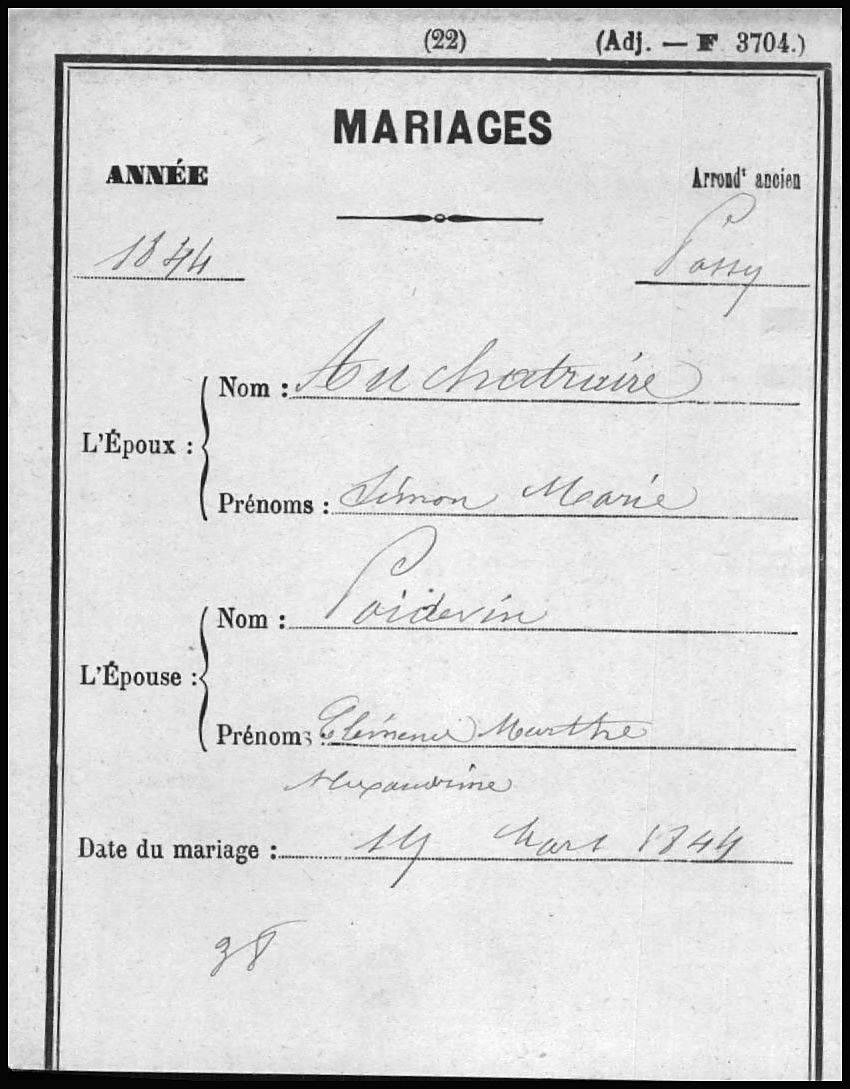 (22) (Adj. — F 3704.)
MARIAGES
ANNÉE Arrondt ancien
1844 Passy
L'Époux :
Nom : Auchatraire
Prénoms : Simon Marie
L'Épouse :
Nom : Poidevin
Prénoms : Clémence Marthe
Alexandrine
Date du mariage : 14 Mars 1844
38